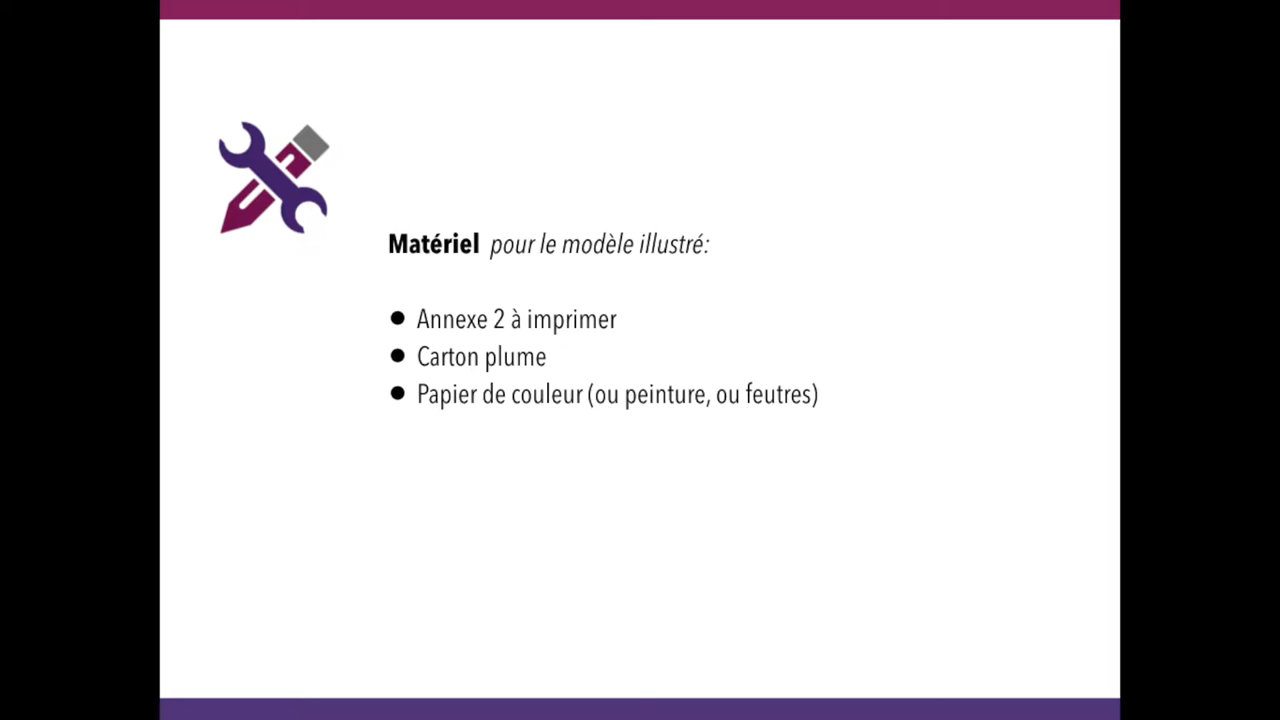 Matériel pour le modèle illustré:
● Annexe 2 à imprimer
● Carton plume
● Papier de couleur (ou peinture, ou feutres)